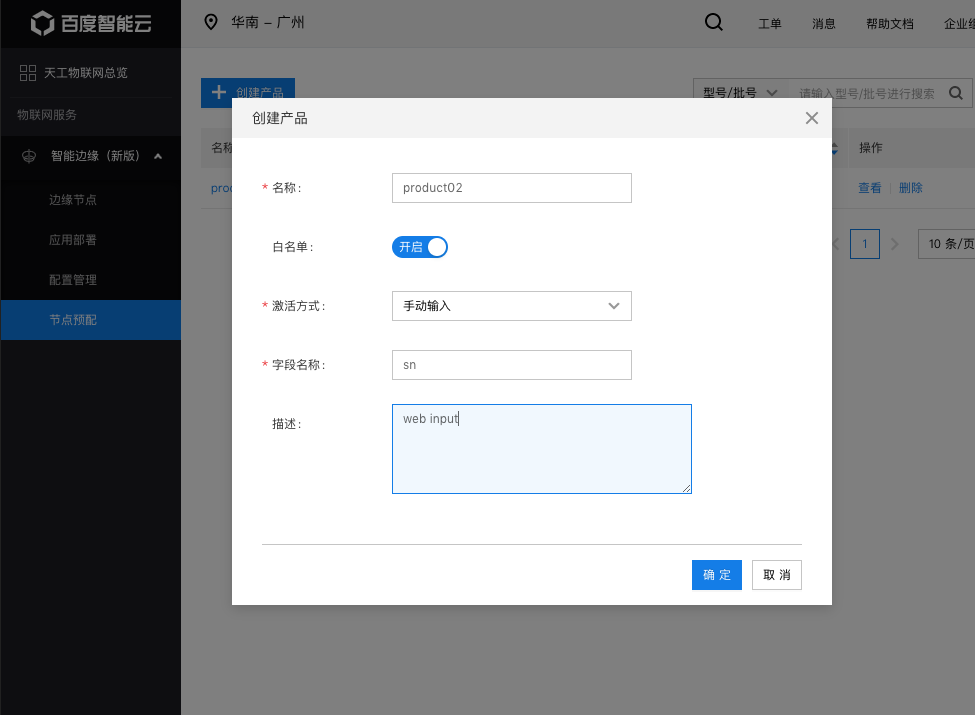 百度智能云
华南 – 广州
工单
消息
帮助文档
企业组
天工物联网总览
物联网服务
智能边缘（新版）
边缘节点
应用部署
配置管理
节点预配
创建产品
型号/批号
请输入型号/批号进行搜索
名称
操作
proc
查看
删除
1
10 条/页
创建产品
* 名称：
product02
白名单：
开启
* 激活方式：
手动输入
* 字段名称：
sn
描述：
web input
确 定
取 消